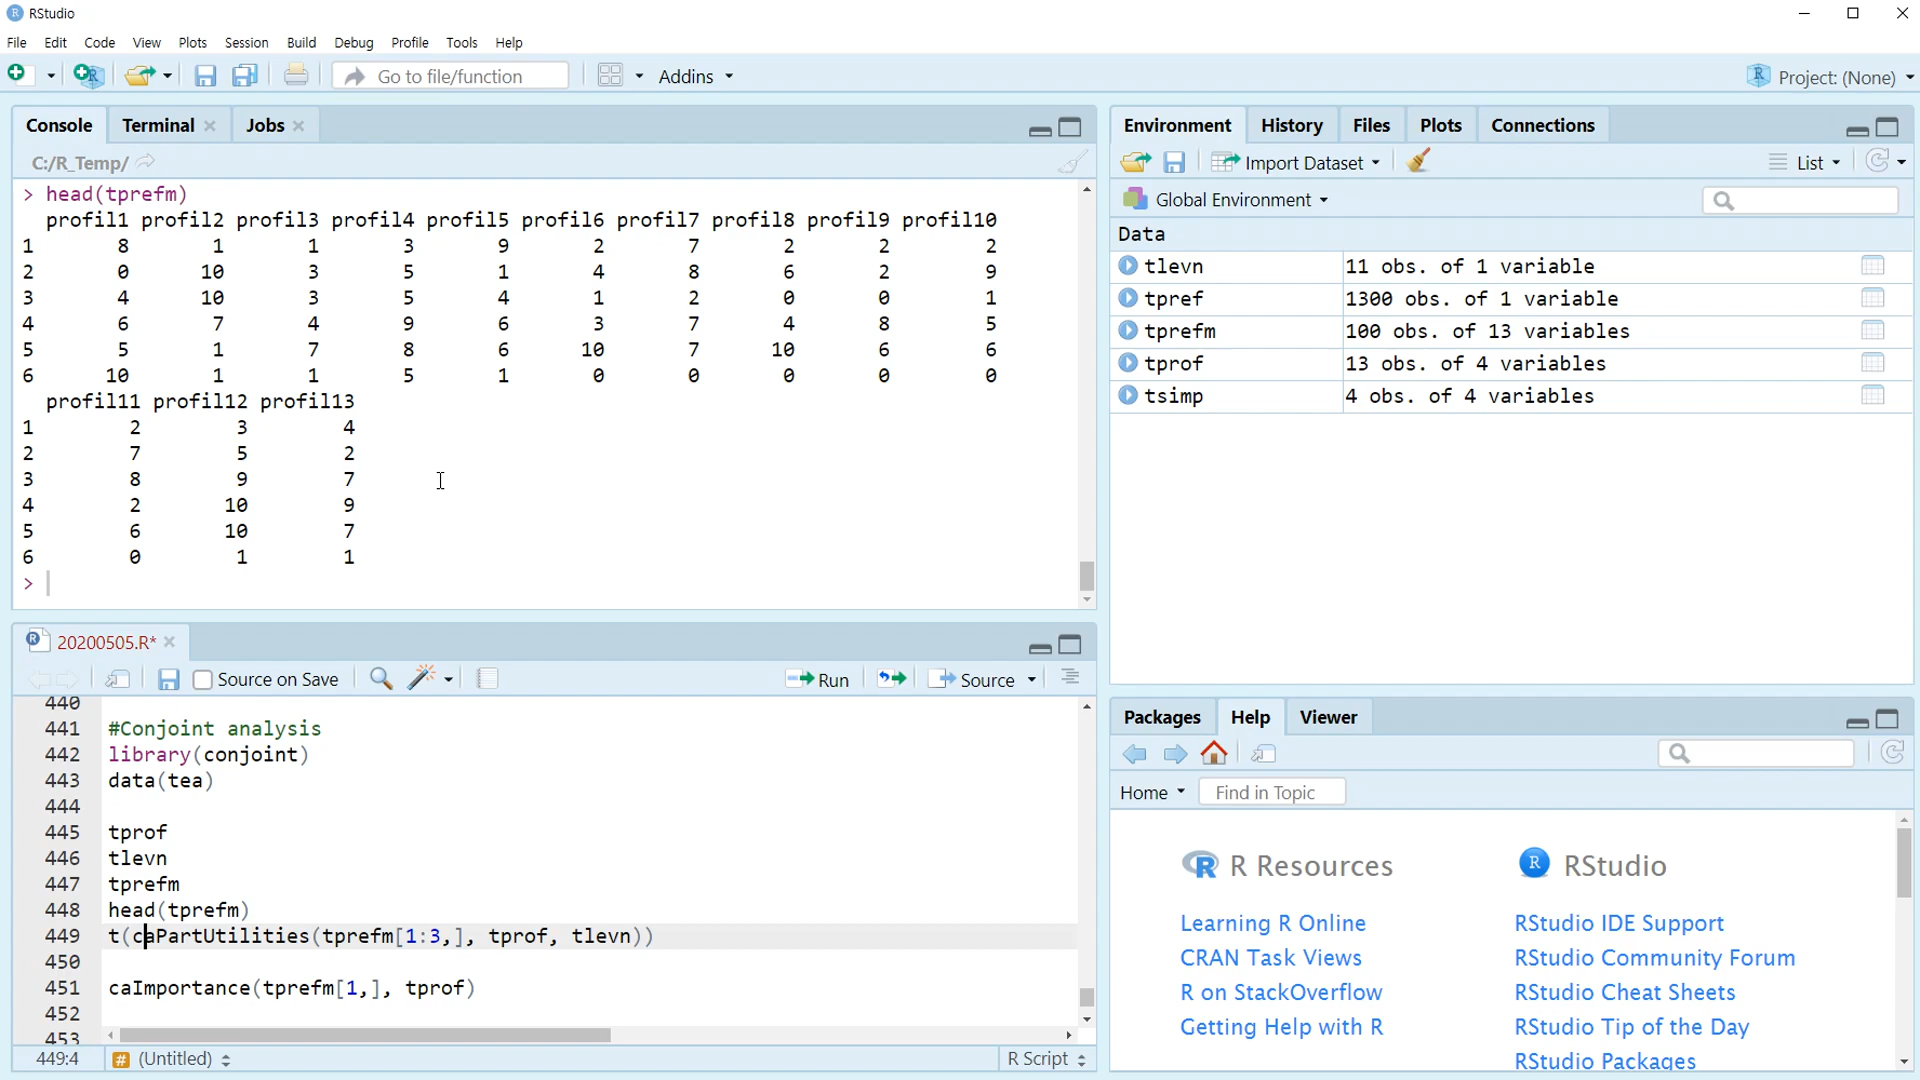 RStudio
File Edit Code View Plots Session Build Debug Profile Tools Help
Go to file/function Addins Project: (None)
Console Terminal Jobs
C:/R_Temp/
> head(tprefm)
profil1 profil2 profil3 profil4 profil5 profil6 profil7 profil8 profil9 profil10
1 8 1 1 3 9 2 7 2 2 2
2 0 10 3 5 1 4 8 6 2 9
3 4 10 3 5 4 1 2 0 0 1
4 6 7 4 9 6 3 7 4 8 5
5 5 1 7 8 6 10 7 10 6 6
6 10 1 1 5 1 0 0 0 0 0
profil11 profil12 profil13
1 2 3 4
2 7 5 2
3 8 9 7
4 2 10 9
5 6 10 7
6 0 1 1
>
20200505.R*
Source on Save Run Source
440
441 #Conjoint analysis
442 library(conjoint)
443 data(tea)
444
445 tprof
446 tlevn
447 tprefm
448 head(tprefm)
449 t(caPartUtilities(tprefm[1:3,], tprof, tlevn))
450
451 caImportance(tprefm[1,], tprof)
452
453
449:4 # (Untitled) R Script
Environment History Files Plots Connections
Import Dataset List
Global Environment
Data
tlevn 11 obs. of 1 variable
tpref 1300 obs. of 1 variable
tprefm 100 obs. of 13 variables
tprof 13 obs. of 4 variables
tsimp 4 obs. of 4 variables
Packages Help Viewer
Home Find in Topic
R Resources
Learning R Online
CRAN Task Views
R on StackOverflow
Getting Help with R
RStudio
RStudio IDE Support
RStudio Community Forum
RStudio Cheat Sheets
RStudio Tip of the Day
RStudio Packages